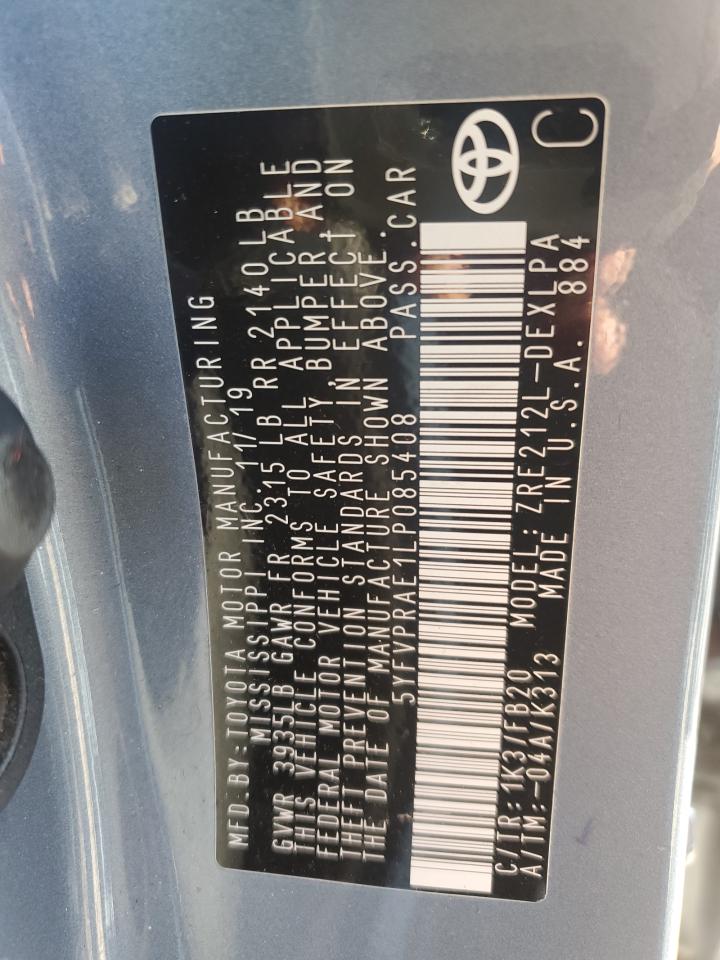 MFD.BY:TOYOTA MOTOR MANUFACTURING
MISSISSIPPI INC. 11/19
GVWR 3935LB GAWR FR 2315 LB RR 2140LB
THIS VEHICLE CONFORMS TO ALL APPLICABLE
FEDERAL MOTOR VEHICLE SAFETY, BUMPER, AND
THEFT PREVENTION STANDARDS IN EFFECT ON
THE DATE OF MANUFACTURE SHOWN ABOVE.
5YFVPRAE1LP085408 PASS.CAR
C/TR:1K3/FB20 MODEL:ZRE212L-DEXLPA
A/TM:-04A/K313 MADE IN U.S.A. 884
C